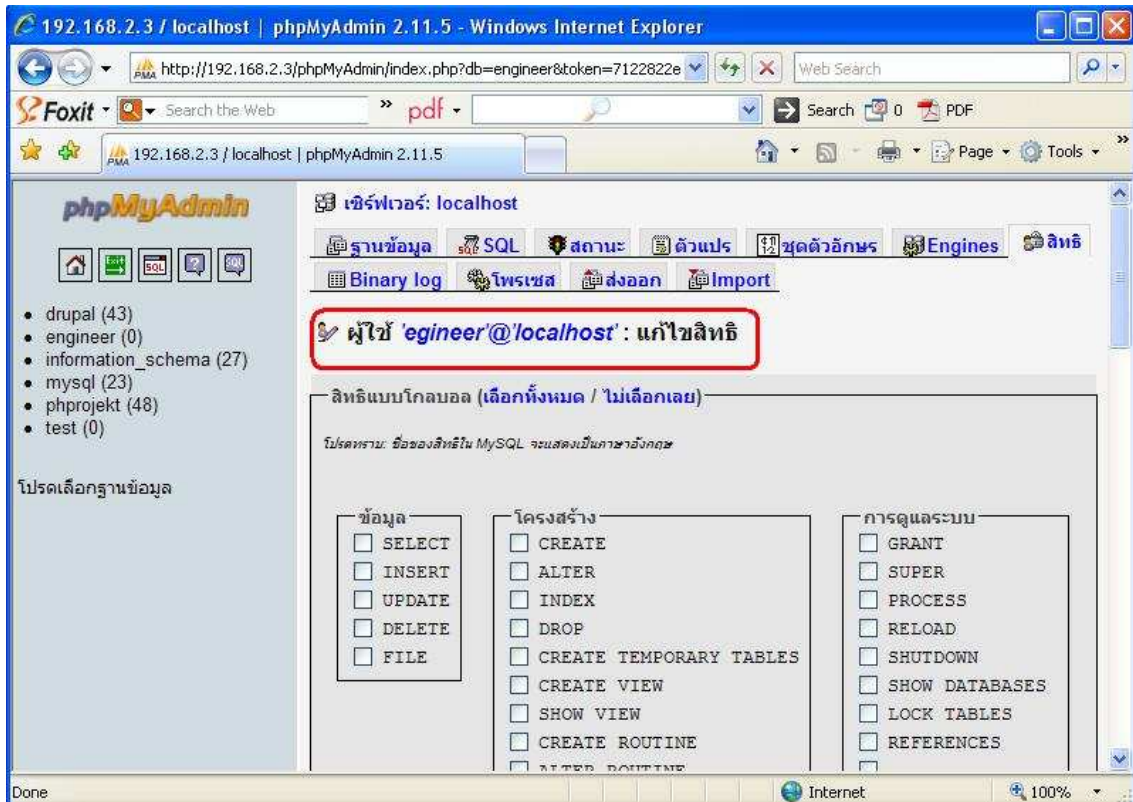 192.168.2.3 / localhost | phpMyAdmin 2.11.5 - Windows Internet Explorer
http://192.168.2.3/phpMyAdmin/index.php?db=engineer&token=7122822e
Web Search
Foxit Search the Web » pdf Search 0 PDF
192.168.2.3 / localhost | phpMyAdmin 2.11.5 Page Tools »
phpMyAdmin
SQL
drupal (43)
engineer (0)
information_schema (27)
mysql (23)
phprojekt (48)
test (0)
โปรดเลือกฐานข้อมูล
เซิร์ฟเวอร์: localhost
ฐานข้อมูล SQL สถานะ ตัวแปร ชุดตัวอักษร Engines สิทธิ
Binary log โพรเซส ส่งออก Import
ผู้ใช้ 'egineer'@'localhost' : แก้ไขสิทธิ
สิทธิแบบโกลบอล (เลือกทั้งหมด / ไม่เลือกเลย)
โปรดทราบ: ชื่อของสิทธิใน MySQL จะแสดงเป็นภาษาอังกฤษ
ข้อมูล
SELECT
INSERT
UPDATE
DELETE
FILE
โครงสร้าง
CREATE
ALTER
INDEX
DROP
CREATE TEMPORARY TABLES
CREATE VIEW
SHOW VIEW
CREATE ROUTINE
ALTER ROUTINE
การดูแลระบบ
GRANT
SUPER
PROCESS
RELOAD
SHUTDOWN
SHOW DATABASES
LOCK TABLES
REFERENCES
Done Internet 100%